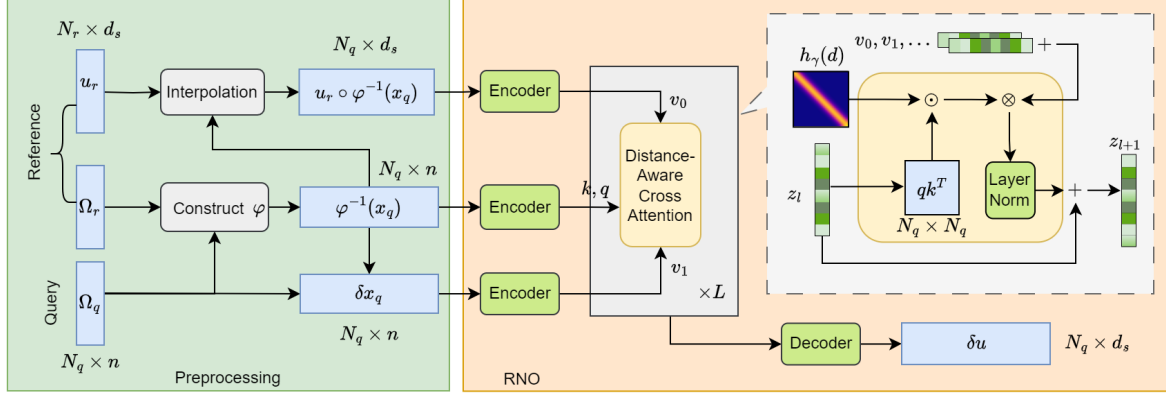 N_r × d_s
N_q × d_s
u_r
Interpolation
u_r ∘ φ^{-1}(x_q)
Encoder
v_0
Reference
N_q × n
Ω_r
Construct φ
φ^{-1}(x_q)
Encoder
k, q
Distance-
Aware
Cross
Attention
Query
Ω_q
δx_q
Encoder
v_1
×L
N_q × n
N_q × n
Preprocessing
v_0, v_1, …
+
h_γ(d)
⊙
⊗
z_l
qk^T
N_q × N_q
Layer
Norm
+
z_{l+1}
Decoder
δu
N_q × d_s
RNO